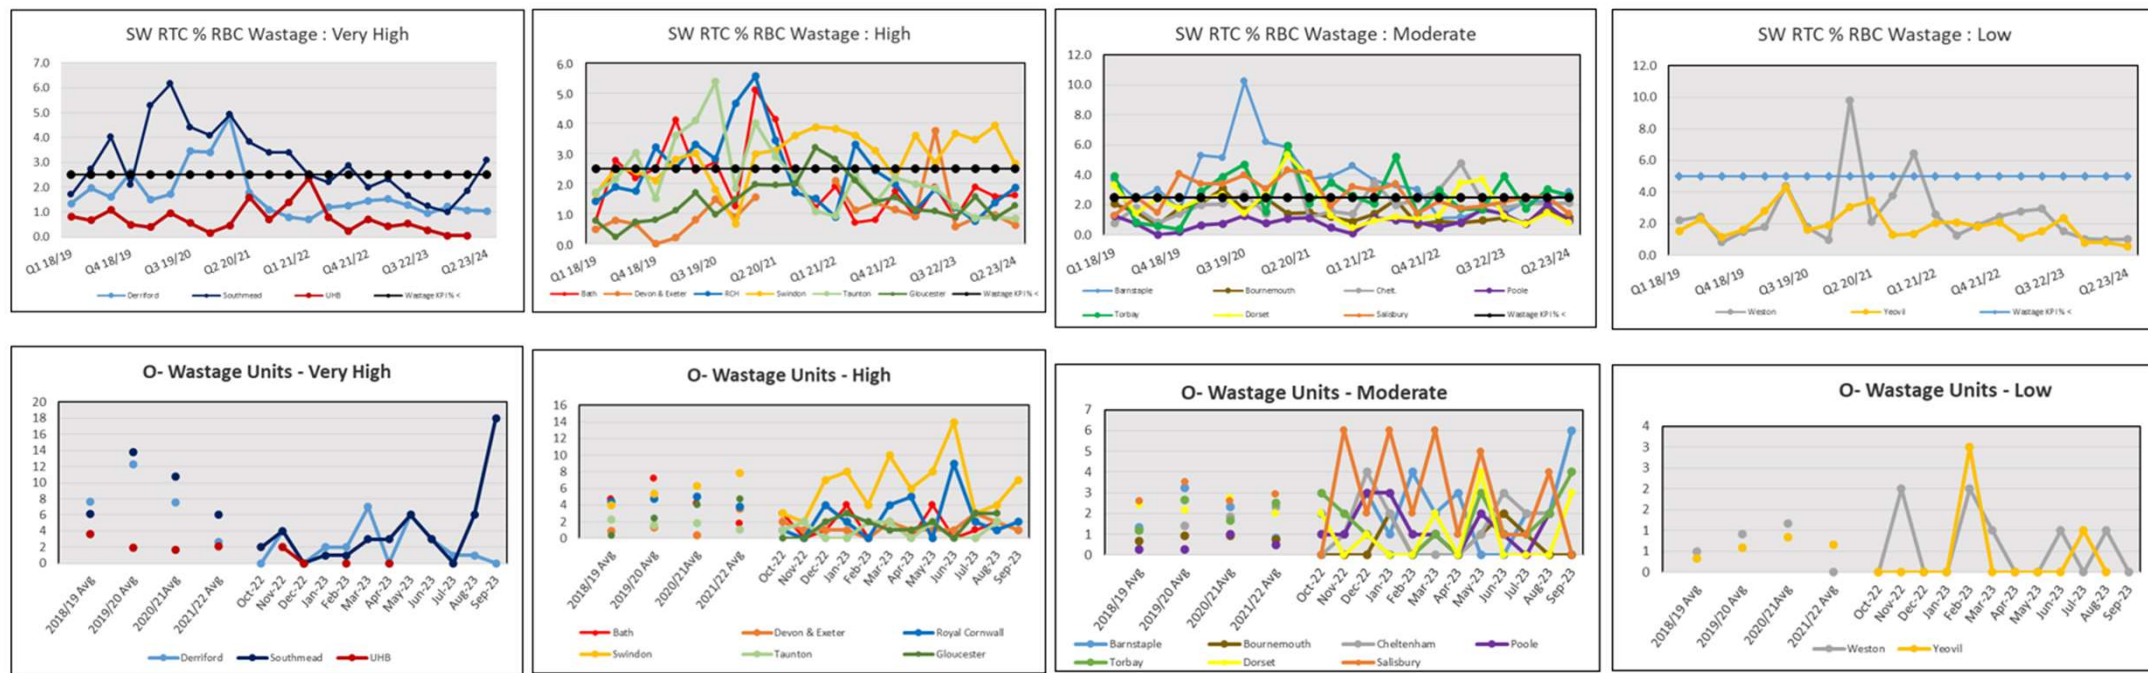 SW RTC % RBC Wastage : Very High
7.0
6.0
5.0
4.0
3.0
2.0
1.0
0.0
Q1 18/19
Q4 18/19
Q3 19/20
Q2 20/21
Q1 21/22
Q4 21/22
Q3 22/23
Q2 23/24
Derriford
Southmead
UHB
Wastage KPI % <
SW RTC % RBC Wastage : High
6.0
5.0
4.0
3.0
2.0
1.0
0.0
Q1 18/19
Q4 18/19
Q3 19/20
Q2 20/21
Q1 21/22
Q4 21/22
Q3 22/23
Q2 23/24
Bath
Devon & Exeter
RCH
Swindon
Taunton
Gloucester
Wastage KPI % <
SW RTC % RBC Wastage : Moderate
12.0
10.0
8.0
6.0
4.0
2.0
0.0
Q1 18/19
Q4 18/19
Q3 19/20
Q2 20/21
Q1 21/22
Q4 21/22
Q3 22/23
Q2 23/24
Barnstaple
Bournemouth
Chelt.
Poole
Torbay
Dorset
Salisbury
Wastage KPI % <
SW RTC % RBC Wastage : Low
12.0
10.0
8.0
6.0
4.0
2.0
0.0
Q1 18/19
Q4 18/19
Q3 19/20
Q2 20/21
Q1 21/22
Q4 21/22
Q3 22/23
Q2 23/24
Weston
Yeovil
Wastage KPI % <
O- Wastage Units - Very High
20
18
16
14
12
10
8
6
4
2
0
2018/19 Avg
2019/20 Avg
2020/21Avg
2021/22 Avg
Oct-22
Nov-22
Dec-22
Jan-23
Feb-23
Mar-23
Apr-23
May-23
Jun-23
Jul-23
Aug-23
Sep-23
Derriford
Southmead
UHB
O- Wastage Units - High
16
14
12
10
8
6
4
2
0
2018/19 Avg
2019/20 Avg
2020/21Avg
2021/22 Avg
Oct-22
Nov-22
Dec-22
Jan-23
Feb-23
Mar-23
Apr-23
May-23
Jun-23
Jul-23
Aug-23
Sep-23
Bath
Devon & Exeter
Royal Cornwall
Swindon
Taunton
Gloucester
O- Wastage Units - Moderate
7
6
5
4
3
2
1
0
2018/19 Avg
2019/20 Avg
2020/21Avg
2021/22 Avg
Oct-22
Nov-22
Dec-22
Jan-23
Feb-23
Mar-23
Apr-23
May-23
Jun-23
Jul-23
Aug-23
Sep-23
Barnstaple
Bournemouth
Cheltenham
Poole
Torbay
Dorset
Salisbury
O- Wastage Units - Low
4
3
3
2
2
1
1
0
2018/19 Avg
2019/20 Avg
2020/21Avg
2021/22 Avg
Oct-22
Nov-22
Dec-22
Jan-23
Feb-23
Mar-23
Apr-23
May-23
Jun-23
Jul-23
Aug-23
Sep-23
Weston
Yeovil